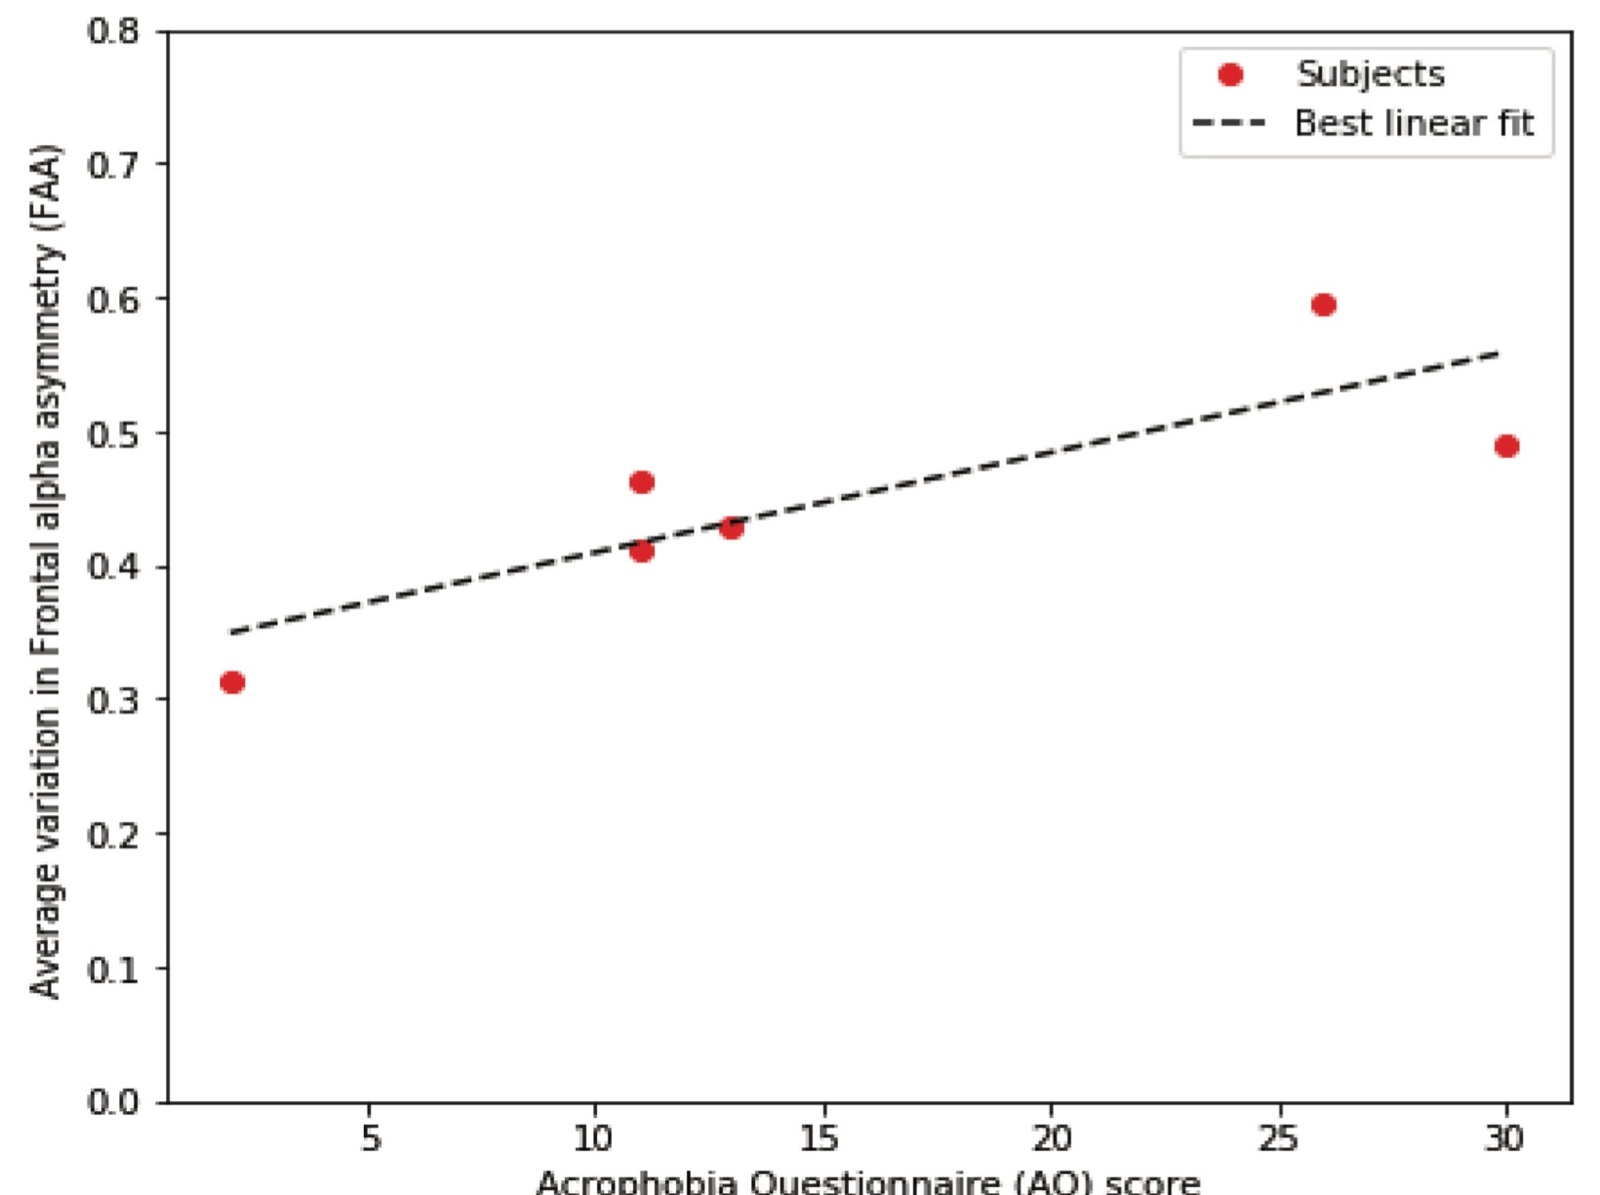 0.8
0.7
0.6
0.5
0.4
0.3
0.2
0.1
0.0
Average variation in Frontal alpha asymmetry (FAA)
Subjects
Best linear fit
5 10 15 20 25 30
Acrophobia Questionnaire (AQ) score